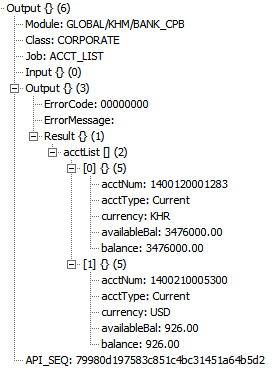 Output {} (6)
Module: GLOBAL/KHM/BANK_CPB
Class: CORPORATE
Job: ACCT_LIST
Input {} (0)
Output {} (3)
ErrorCode: 00000000
ErrorMessage:
Result {} (1)
acctList [] (2)
[0] {} (5)
acctNum: 1400120001283
acctType: Current
currency: KHR
availableBal: 3476000.00
balance: 3476000.00
[1] {} (5)
acctNum: 1400210005300
acctType: Current
currency: USD
availableBal: 926.00
balance: 926.00
API_SEQ: 79980d197583c851c4bc31451a64b5d2